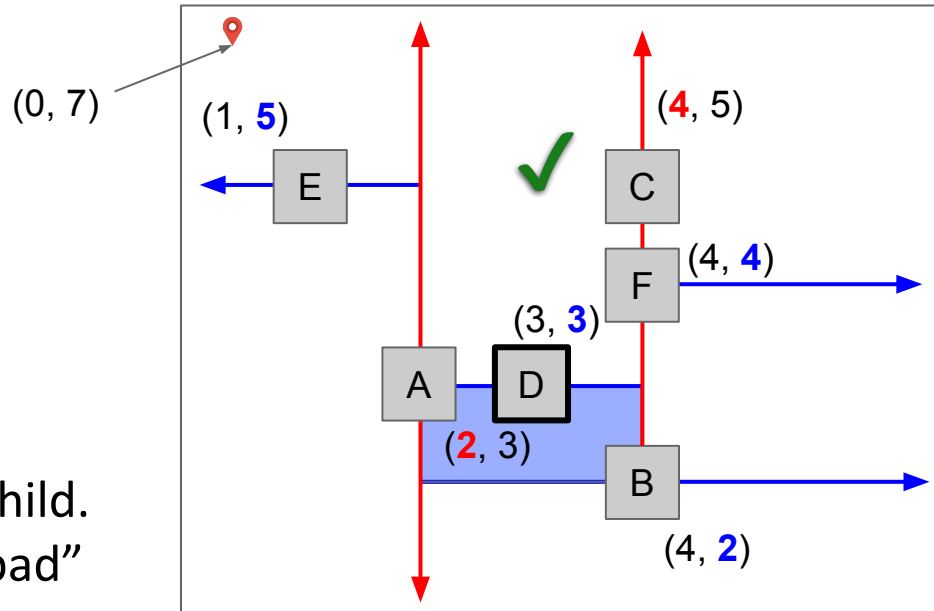 (0, 7)
(1, 5)
(4, 5)
E
C
F
(4, 4)
(3, 3)
A
D
(2, 3)
B
(4, 2)
hild.
oad”